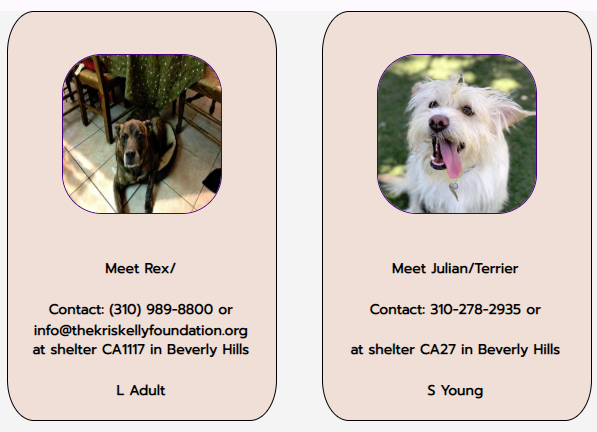 Meet Rex/
Contact: (310) 989-8800 or
info@thekriskellyfoundation.org
at shelter CA1117 in Beverly Hills
L Adult
Meet Julian/Terrier
Contact: 310-278-2935 or
at shelter CA27 in Beverly Hills
S Young